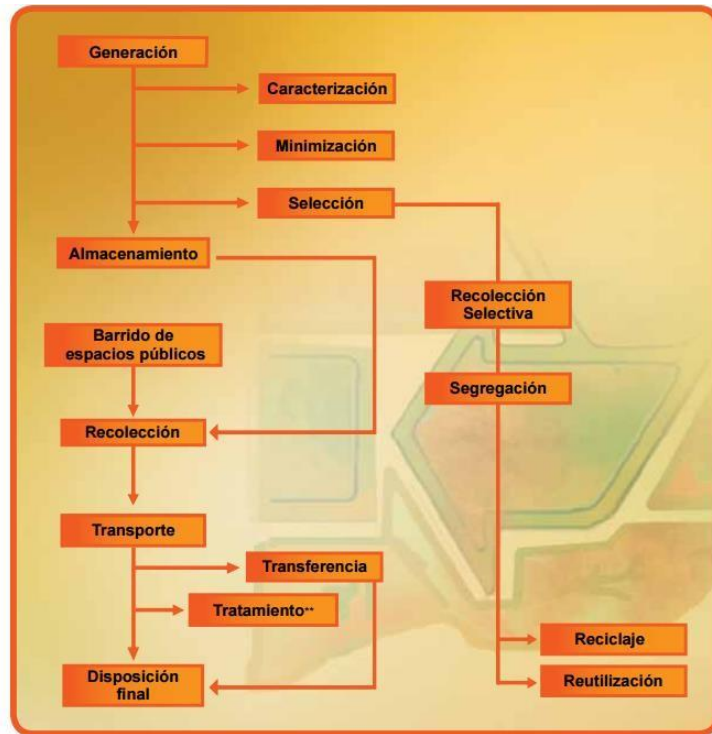 Generación
Caracterización
Minimización
Selección
Almacenamiento
Recolección
Selectiva
Barrido de
espacios públicos
Segregación
Recolección
Transporte
Transferencia
Tratamiento**
Reciclaje
Disposición
final
Reutilización